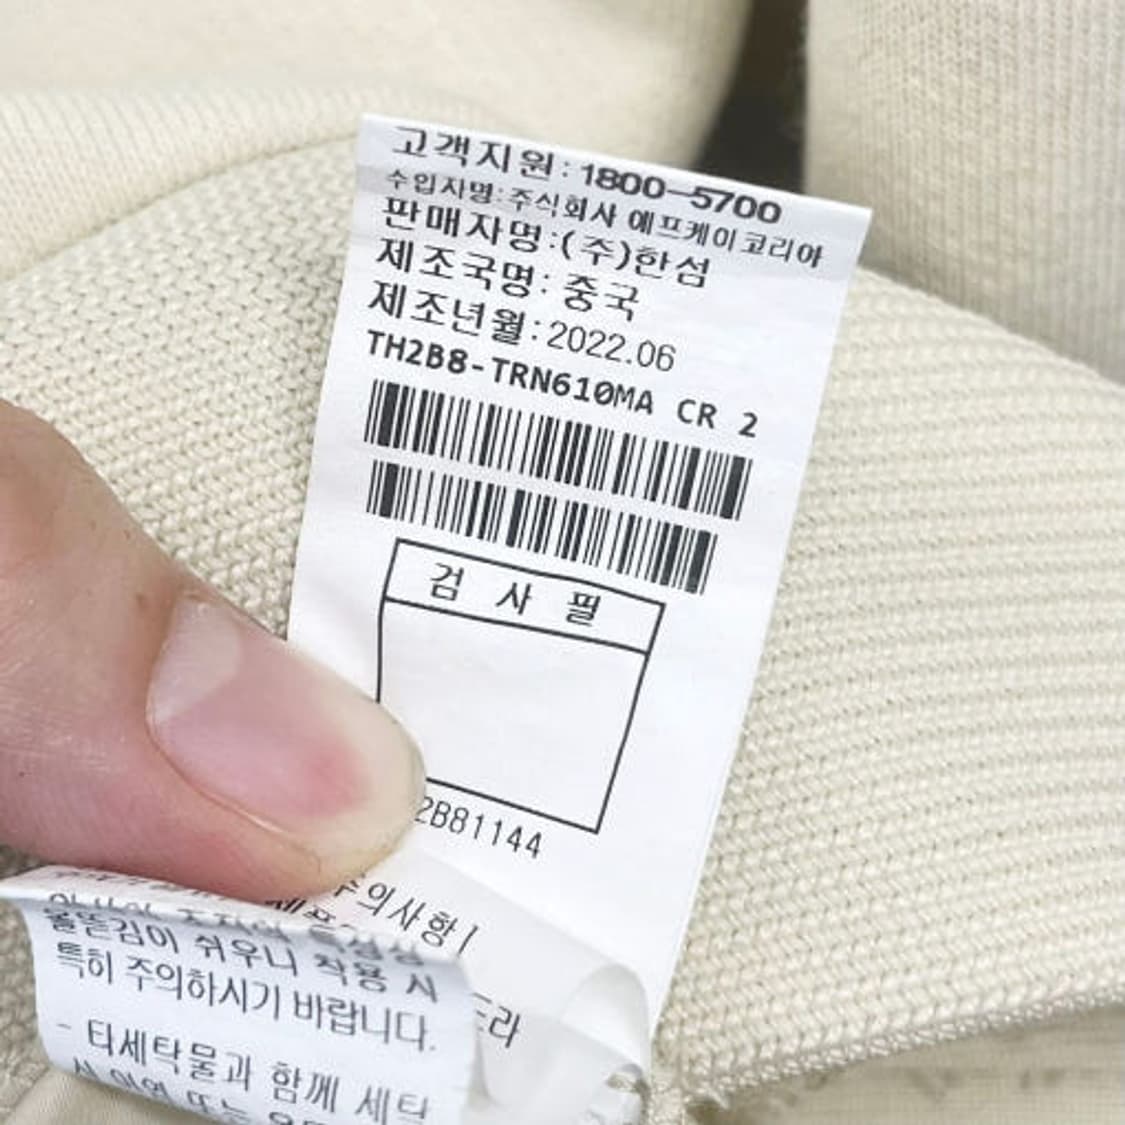 고객지원:1800-5700
수입자명:주식회사 에프케이코리아
판매자명:(주)한섬
제조국명: 중국
제조년월:2022.06
TH2B8-TRN610MA CR 2
검 사 필
2B81144
주의사항
올뜯김이 쉬우니 착용 시
특히 주의하시기 바랍니다.
- 타세탁물과 함께 세탁